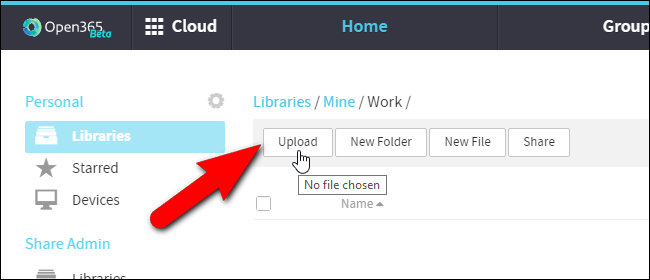 Open365 Beta Cloud Home Group
Personal
Libraries
Starred
Devices
Share Admin
Libraries
Libraries / Mine / Work /
Upload New Folder New File Share
No file chosen
Name